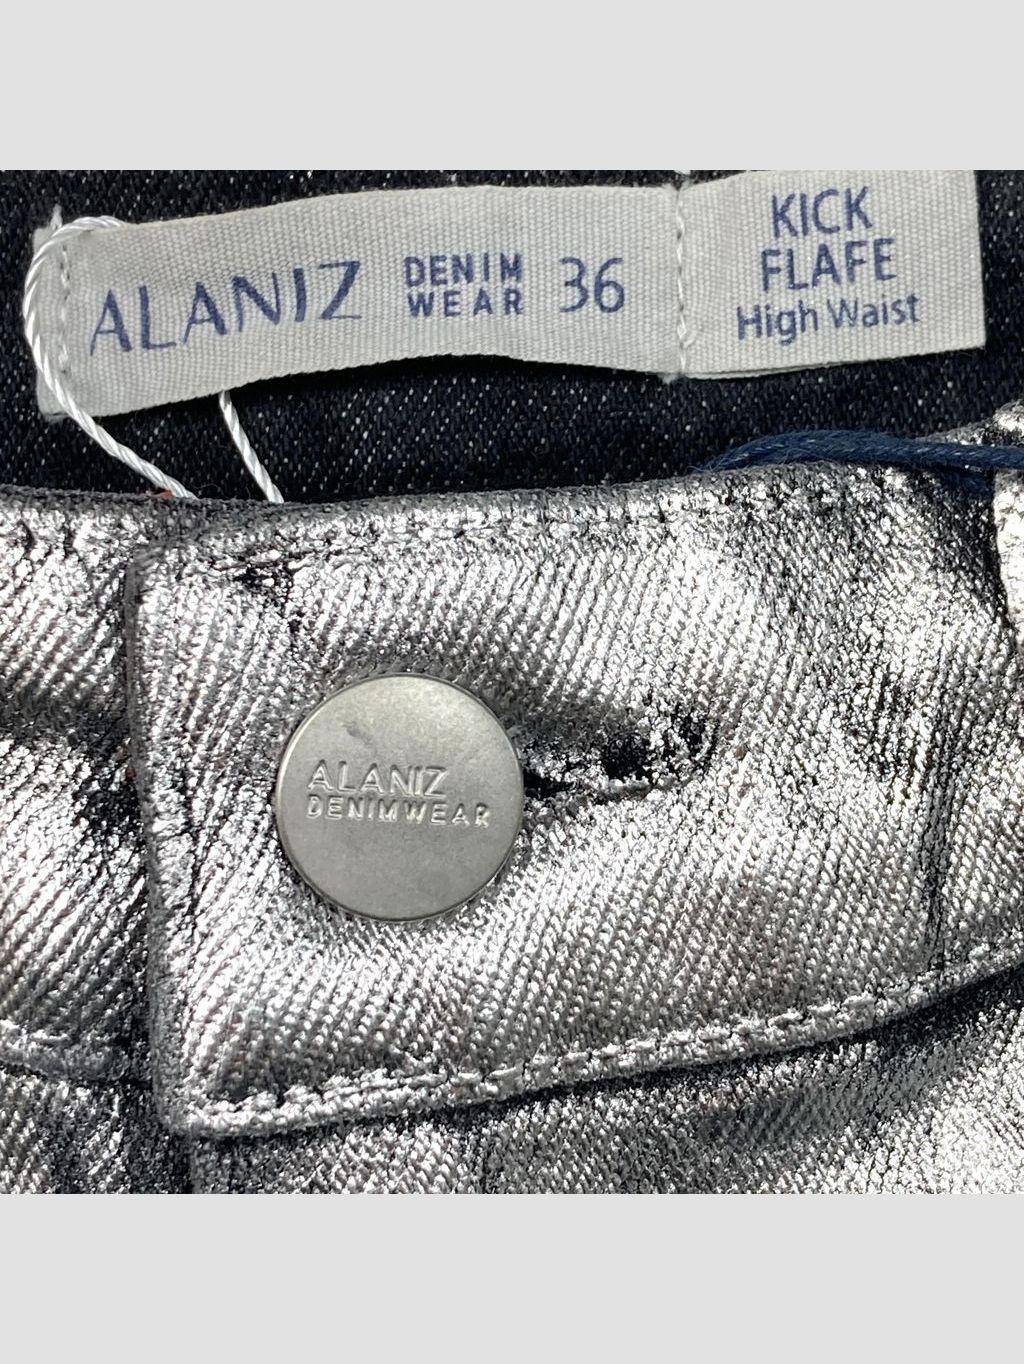 ALANIZ DENIM WEAR 36
KICK
FLAFE
High Waist
ALANIZ
DENIMWEAR